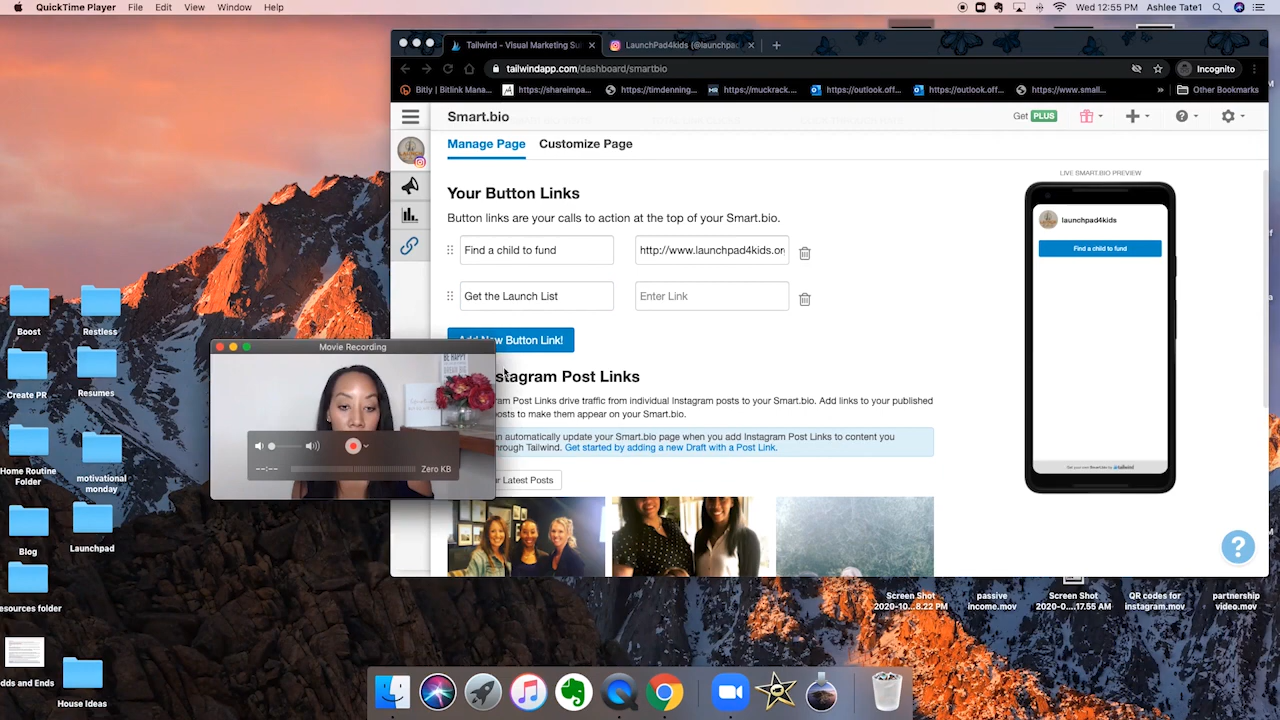 QuickTime Player File Edit View Window Help
Wed 12:55 PM Ashlee Tate1
Tailwind - Visual Marketing Su
LaunchPad4kids (@launchpad
tailwindapp.com/dashboard/smartbio
Incognito
Bitly | Bitlink Mana...
https://shareimpa...
https://timdenning...
https://muckrack....
https://outlook.off...
https://outlook.off...
https://www.small...
Other Bookmarks
Smart.bio
Get PLUS
Manage Page
Customize Page
LIVE SMART.BIO PREVIEW
Your Button Links
Button links are your calls to action at the top of your Smart.bio.
Find a child to fund
http://www.launchpad4kids.or
Get the Launch List
Enter Link
Add New Button Link!
launchpad4kids
Find a child to fund
stagram Post Links
ram Post Links drive traffic from individual Instagram posts to your Smart.bio. Add links to your published
posts to make them appear on your Smart.bio.
an automatically update your Smart.bio page when you add Instagram Post Links to content you
hrough Tailwind. Get started by adding a new Draft with a Post Link.
r Latest Posts
Movie Recording
BE HAPPY
--:--
Zero KB
?
Boost
Restless
Create PR
Resumes
Home Routine
Folder
motivational
monday
Blog
Launchpad
esources folder
dds and Ends
House Ideas
Screen Shot
2020-10...8.22 PM
passive
income.mov
Screen Shot
2020-0....17.55 AM
QR codes for
instagram.mov
partnership
video.mov